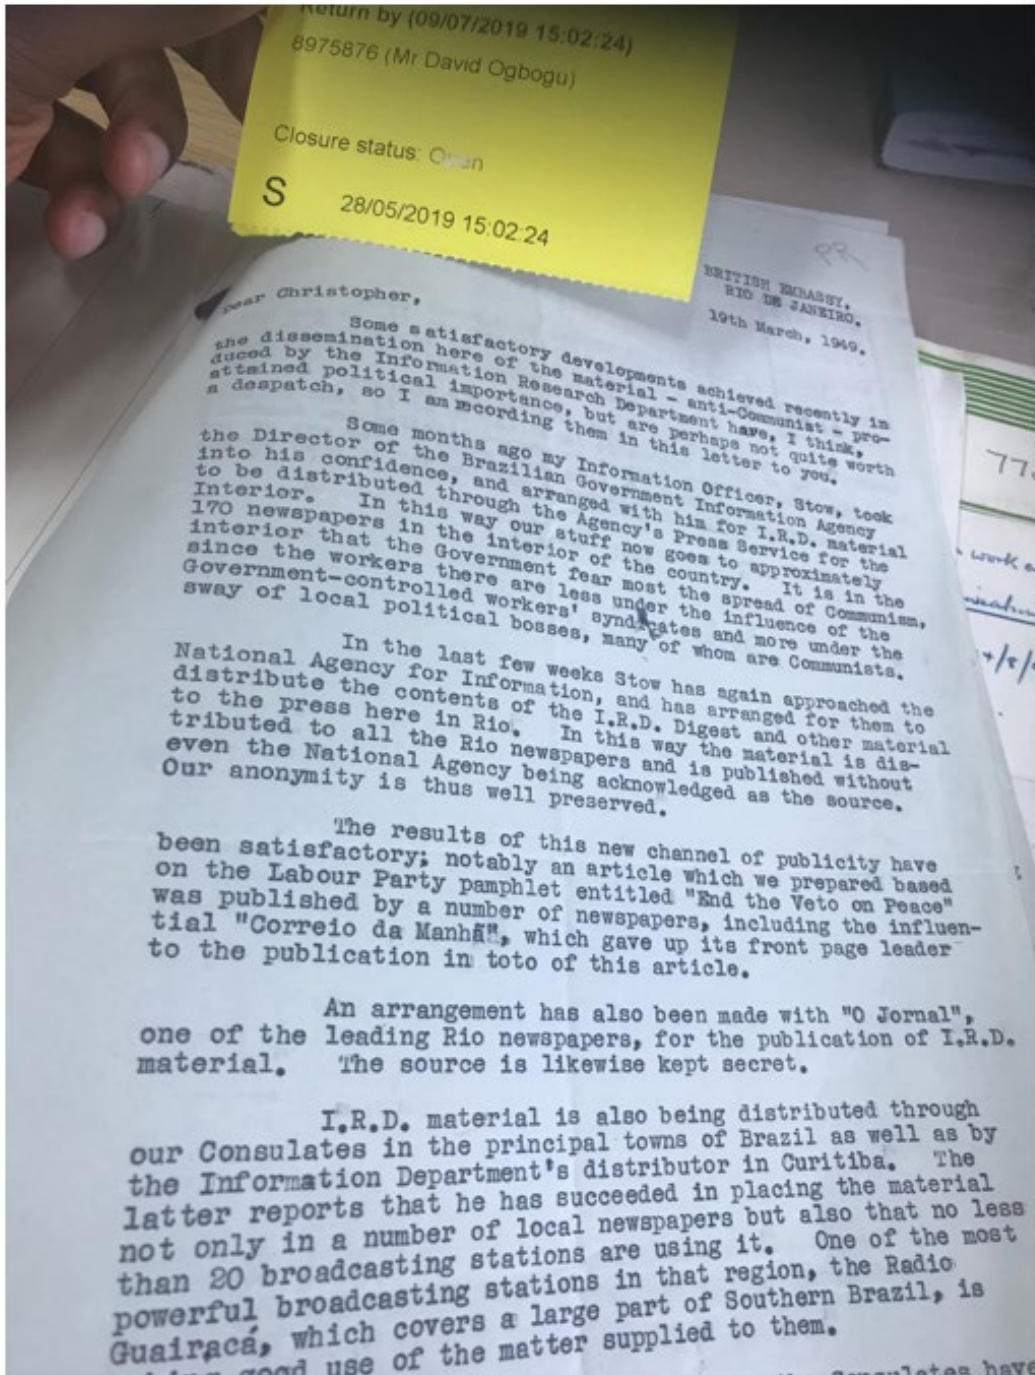 Return by (09/07/2019 15:02:24)
8975876 (Mr David Ogbogu)
Closure status: Open
S 28/05/2019 15:02:24
PR
BRITISH EMBASSY,
RIO DE JANEIRO.
19th March, 1949.
Dear Christopher,
Some satisfactory developments achieved recently in
the dissemination here of the material - anti-Communist - pro-
duced by the Information Research Department have, I think,
attained political importance, but are perhaps not quite worth
a despatch, so I am recording them in this letter to you.
Some months ago my Information Officer, Stow, took
the Director of the Brazilian Government Information Agency
into his confidence, and arranged with him for I.R.D. material
to be distributed through the Agency's Press Service for the
Interior. In this way our stuff now goes to approximately
170 newspapers in the interior of the country. It is in the
interior that the Government fear most the spread of Communism,
since the workers there are less under the influence of the
Government-controlled workers' syndicates and more under the
sway of local political bosses, many of whom are Communists.
In the last few weeks Stow has again approached the
National Agency for Information, and has arranged for them to
distribute the contents of the I.R.D. Digest and other material
to the press here in Rio. In this way the material is dis-
tributed to all the Rio newspapers and is published without
even the National Agency being acknowledged as the source.
Our anonymity is thus well preserved.
The results of this new channel of publicity have
been satisfactory; notably an article which we prepared based
on the Labour Party pamphlet entitled "End the Veto on Peace"
was published by a number of newspapers, including the influen-
tial "Correio da Manhã", which gave up its front page leader
to the publication in toto of this article.
An arrangement has also been made with "O Jornal",
one of the leading Rio newspapers, for the publication of I.R.D.
material. The source is likewise kept secret.
I.R.D. material is also being distributed through
our Consulates in the principal towns of Brazil as well as by
the Information Department's distributor in Curitiba. The
latter reports that he has succeeded in placing the material
not only in a number of local newspapers but also that no less
than 20 broadcasting stations are using it. One of the most
powerful broadcasting stations in that region, the Radio
Guairacá, which covers a large part of Southern Brazil, is
good use of the matter supplied to them.
Consulates have
77
work